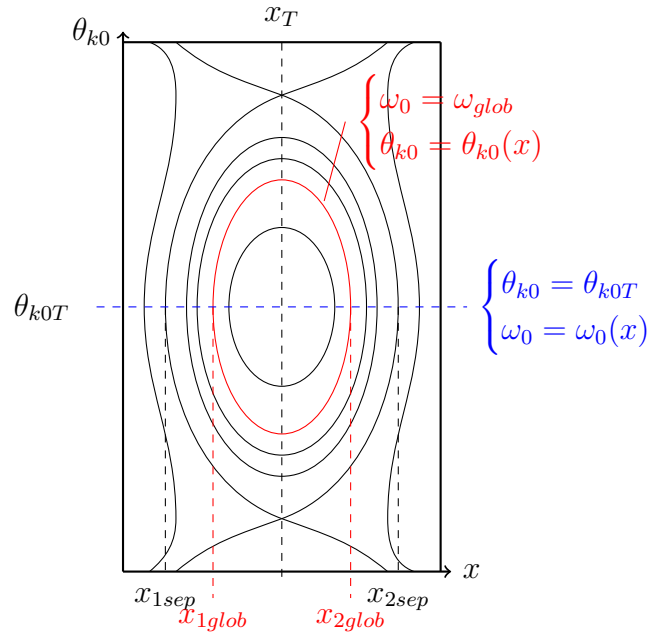 x_T
θ_{k0}
ω_0 = ω_{glob}
θ_{k0} = θ_{k0}(x)
θ_{k0T}
θ_{k0} = θ_{k0T}
ω_0 = ω_0(x)
x
x_{1sep}
x_{2sep}
x_{1glob}
x_{2glob}